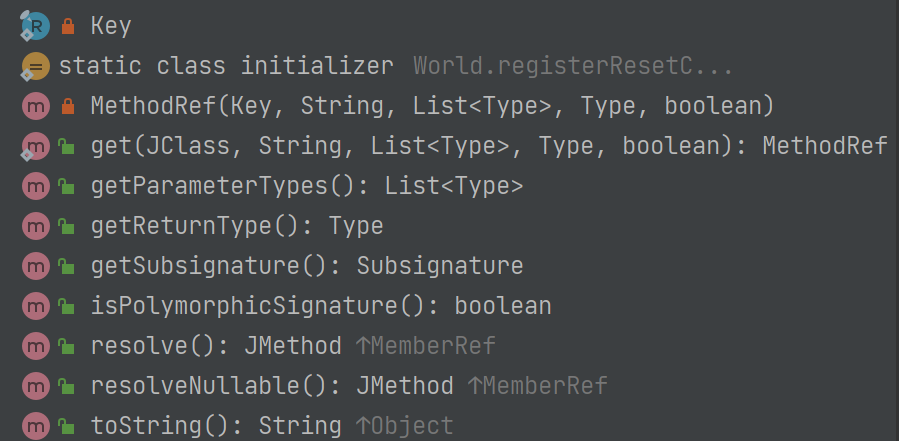 R Key
= static class initializer World.registerResetC...
m MethodRef(Key, String, List<Type>, Type, boolean)
m get(JClass, String, List<Type>, Type, boolean): MethodRef
m getParameterTypes(): List<Type>
m getReturnType(): Type
m getSubsignature(): Subsignature
m isPolymorphicSignature(): boolean
m resolve(): JMethod ↑MemberRef
m resolveNullable(): JMethod ↑MemberRef
m toString(): String ↑Object